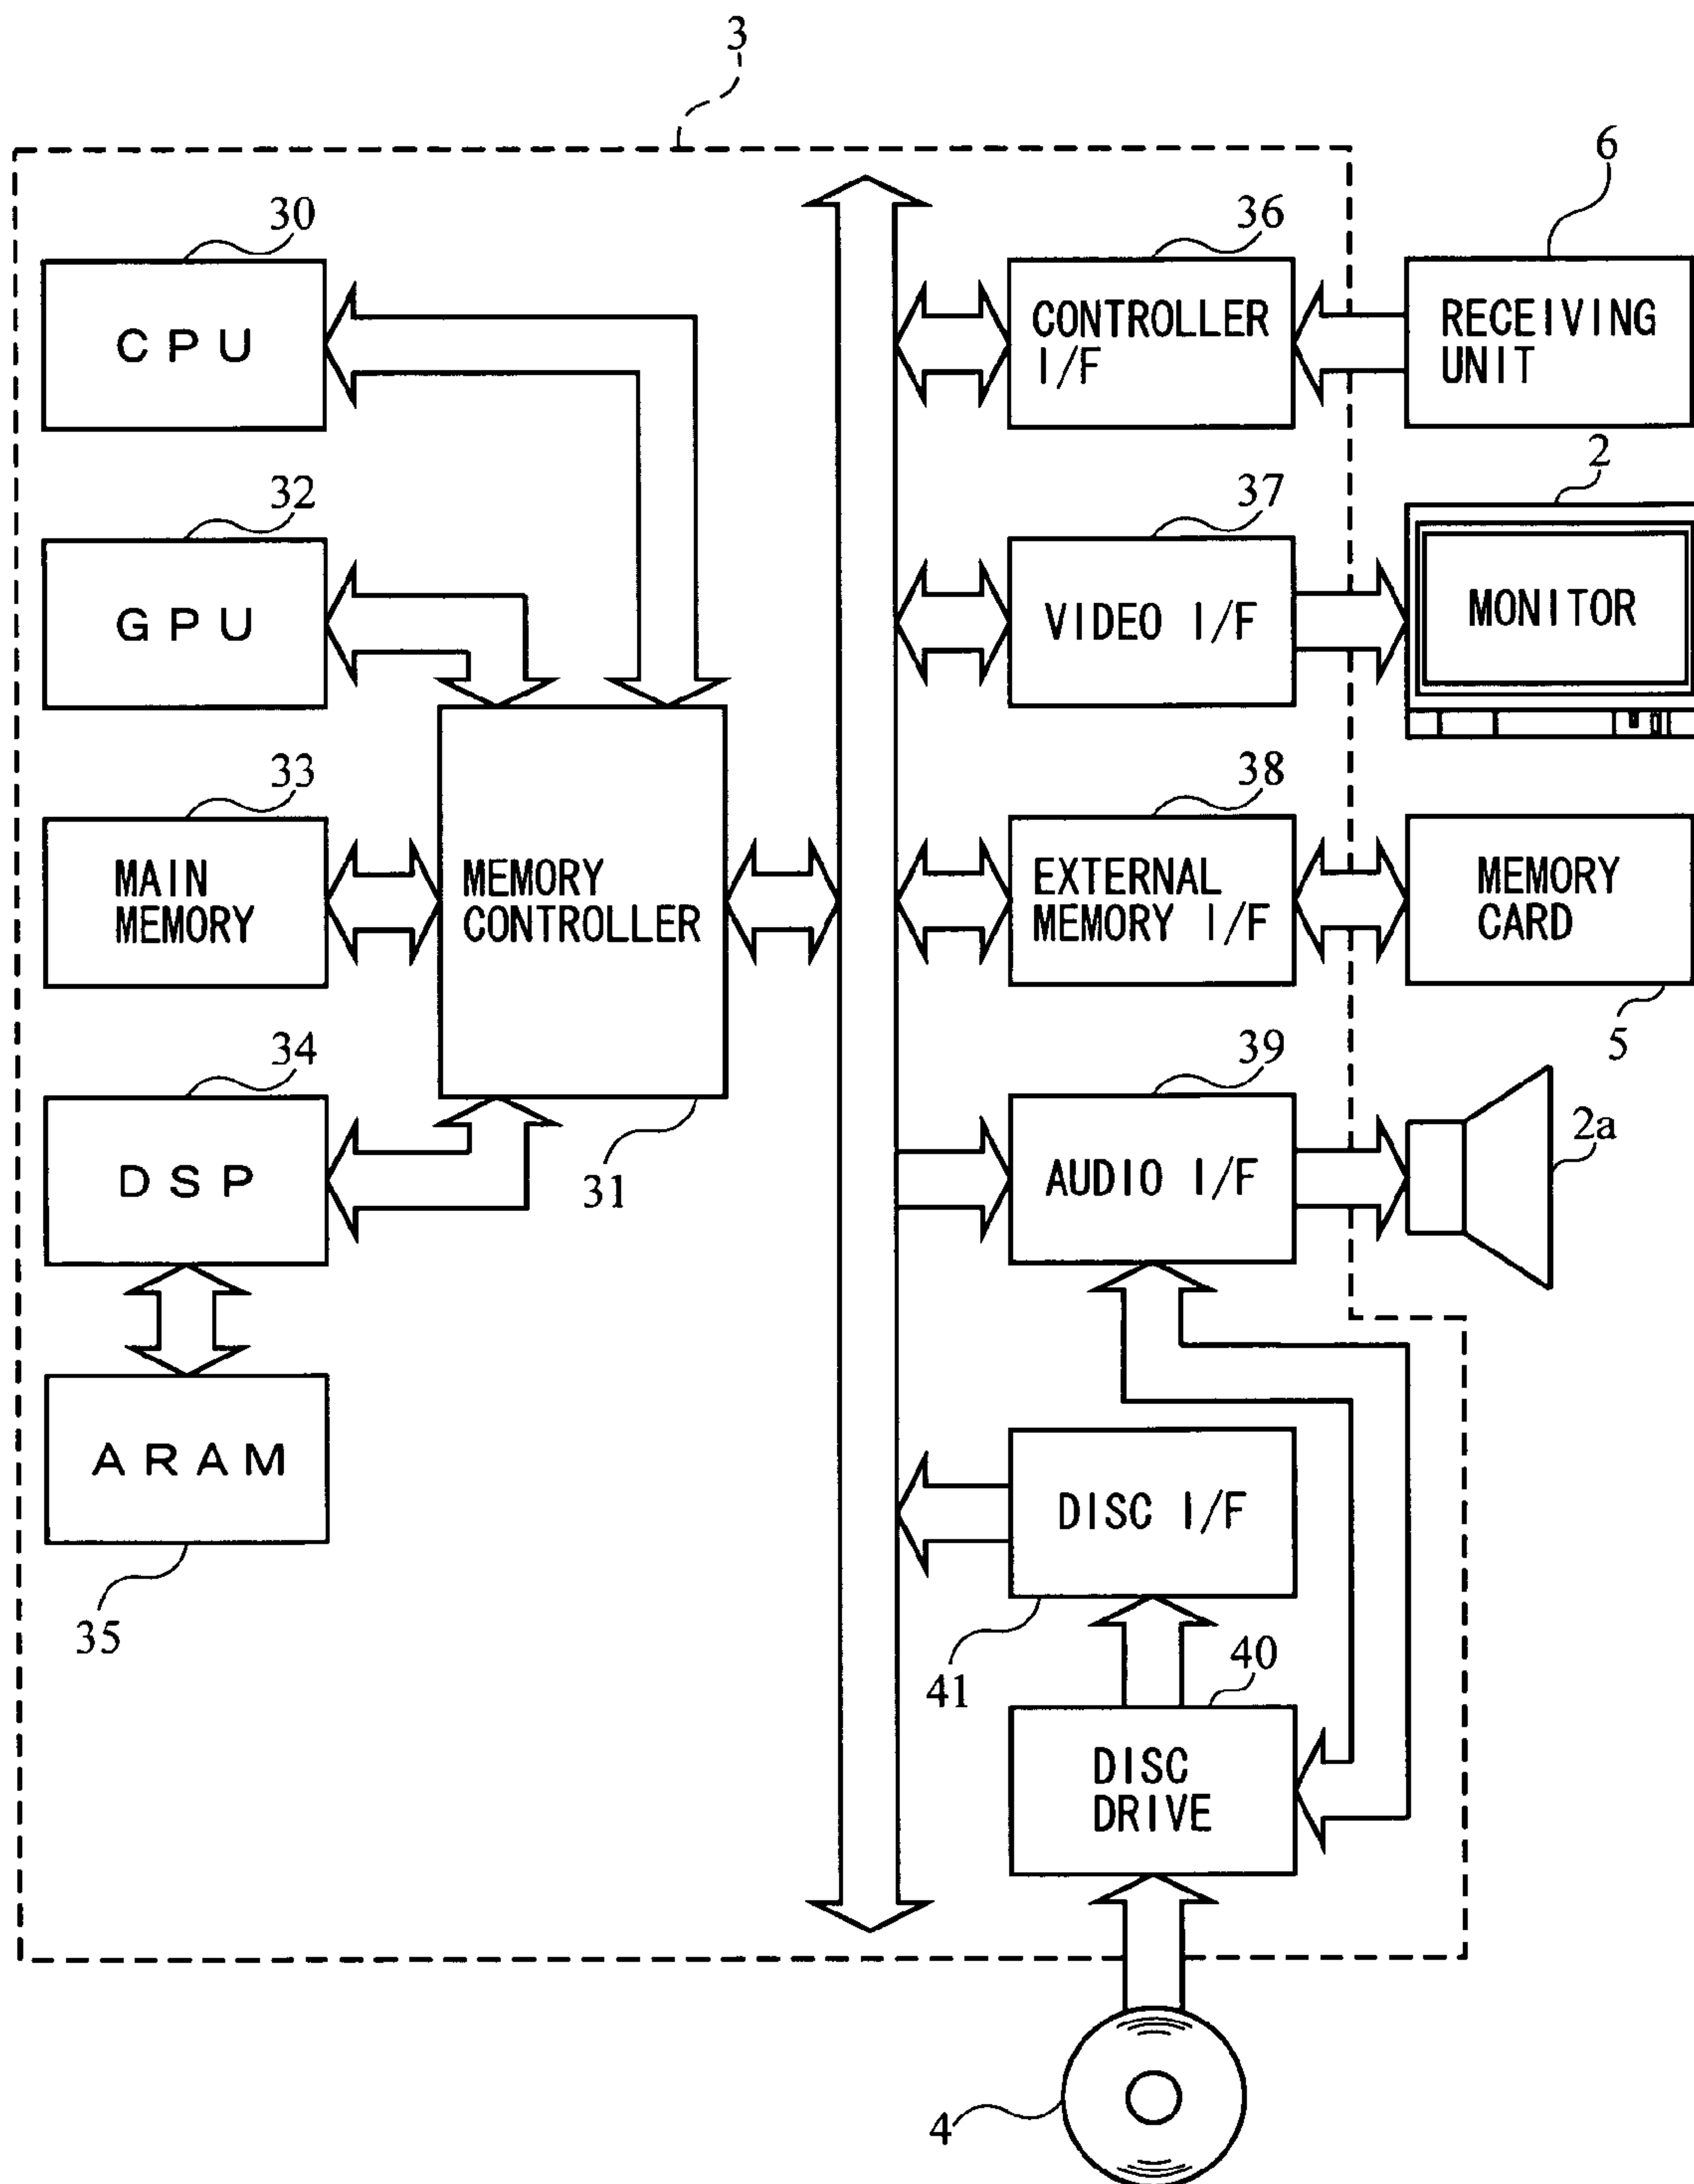 3
6
30
36
CPU
CONTROLLER
I/F
RECEIVING
UNIT
2
32
37
GPU
VIDEO I/F
MONITOR
33
38
MAIN
MEMORY
MEMORY
CONTROLLER
EXTERNAL
MEMORY I/F
MEMORY
CARD
5
34
39
2a
DSP
31
AUDIO I/F
ARAM
DISC I/F
35
41
40
DISC
DRIVE
4